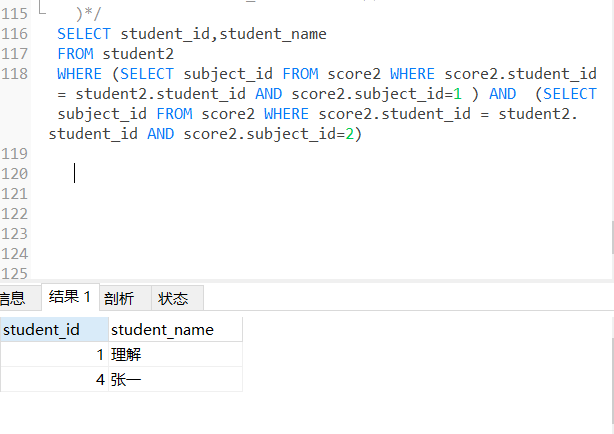 115 )*/
116 SELECT student_id,student_name
117 FROM student2
118 WHERE (SELECT subject_id FROM score2 WHERE score2.student_id
= student2.student_id AND score2.subject_id=1 ) AND  (SELECT
subject_id FROM score2 WHERE score2.student_id = student2.
student_id AND score2.subject_id=2)
119
120
121
122
123
124
125
信息 结果 1 剖析 状态
student_id student_name
1 理解
4 张一